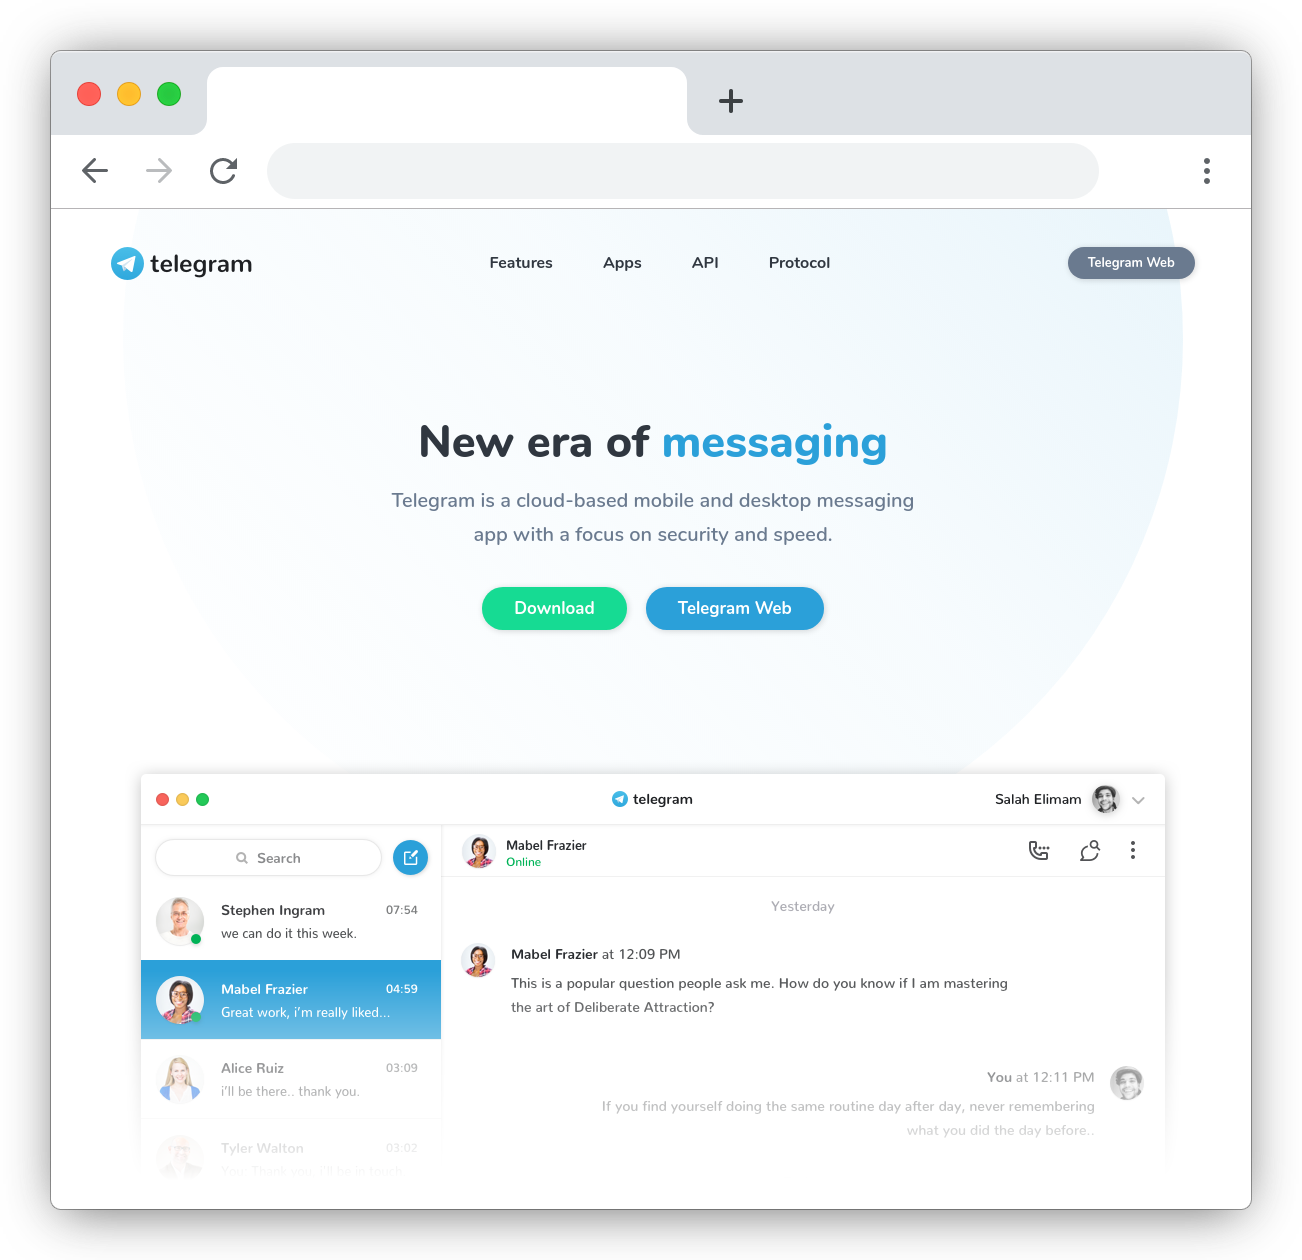 telegram
Features
Apps
API
Protocol
Telegram Web
New era of messaging
Telegram is a cloud-based mobile and desktop messaging
app with a focus on security and speed.
Download
Telegram Web
telegram
Salah Elimam
Search
Stephen Ingram
07:54
we can do it this week.
Mabel Frazier
04:59
Great work, i'm really liked...
Alice Ruiz
03:09
i'll be there.. thank you.
Tyler Walton
03:02
You: Thank you, I'll be in touch
Mabel Frazier
Online
Yesterday
Mabel Frazier at 12:09 PM
This is a popular question people ask me. How do you know if I am mastering
the art of Deliberate Attraction?
You at 12:11 PM
If you find yourself doing the same routine day after day, never remembering
what you did the day before..